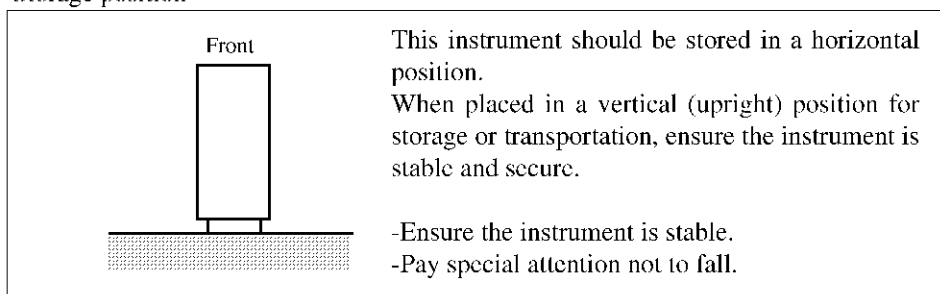 storage position
Front
This instrument should be stored in a horizontal
position.
When placed in a vertical (upright) position for
storage or transportation, ensure the instrument is
stable and secure.
-Ensure the instrument is stable.
-Pay special attention not to fall.